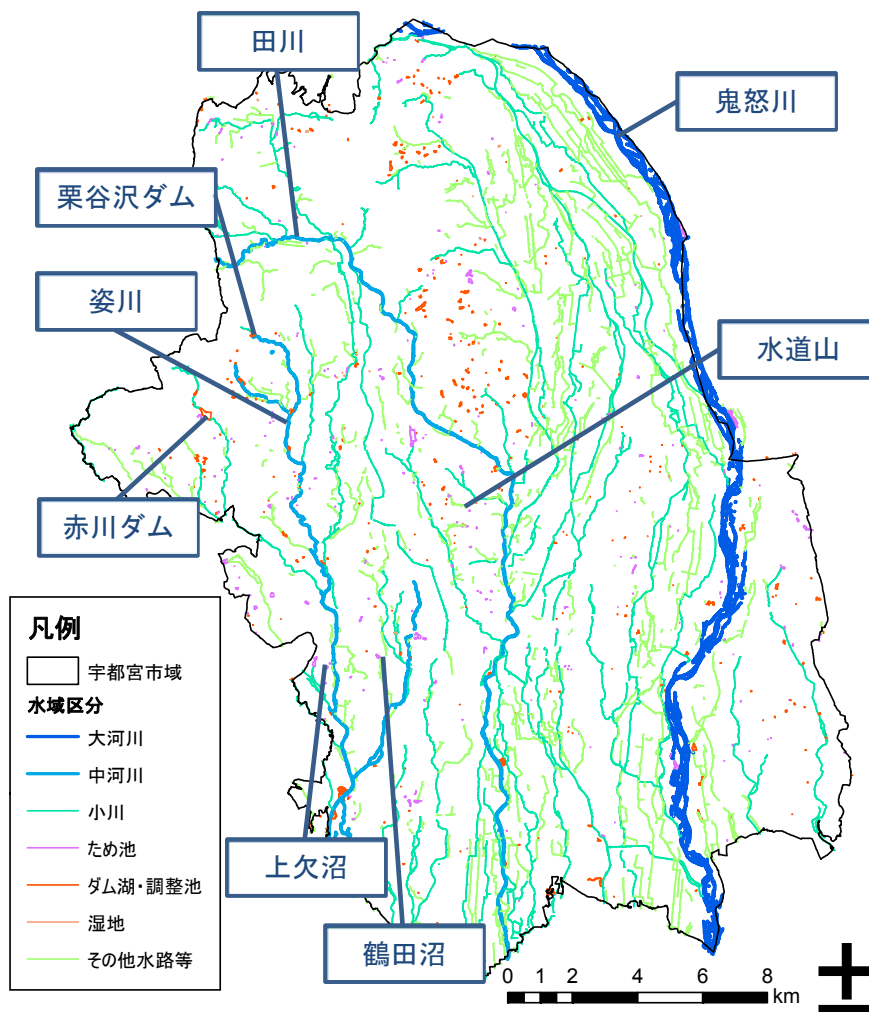 田川
鬼怒川
栗谷沢ダム
姿川
水道山
赤川ダム
凡例
宇都宮市域
水域区分
大河川
中河川
小川
ため池
ダム湖・調整池
湿地
その他水路等
上欠沼
鶴田沼
0 1 2 4 6 8
km